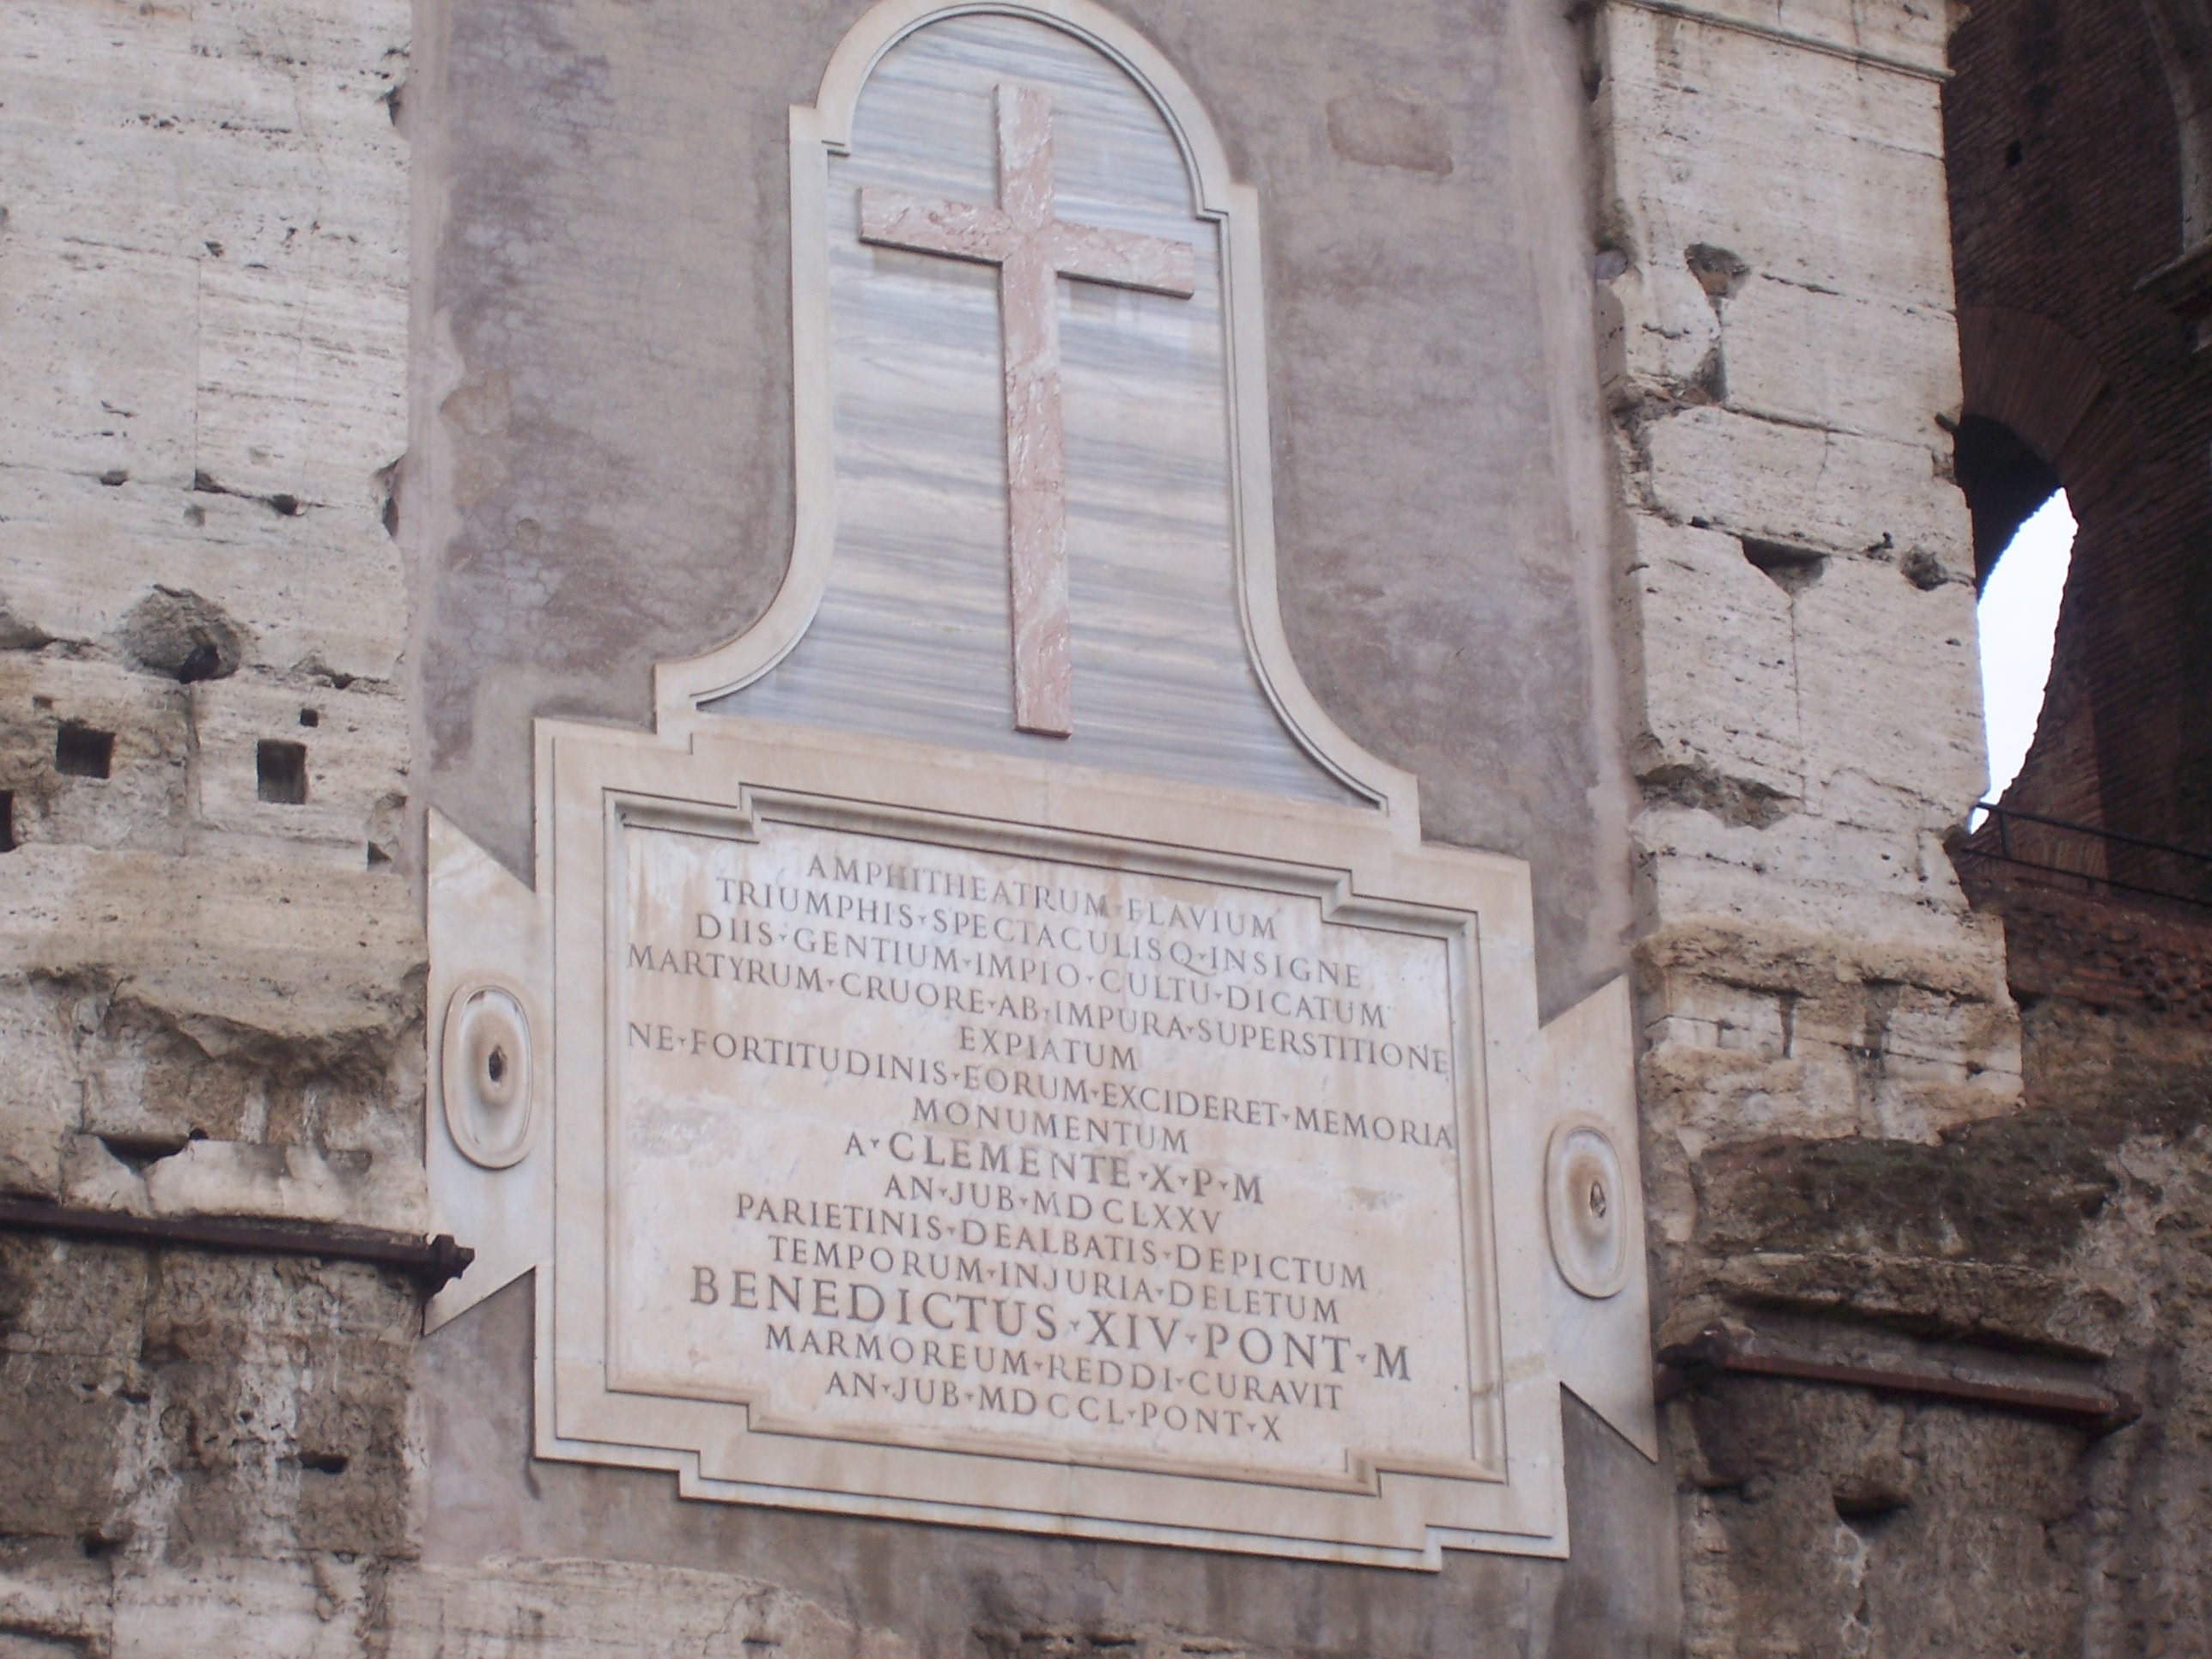 AMPHITHEATRUM·FLAVIUM
TRIUMPHIS·SPECTACULISQ·INSIGNE
DIIS·GENTIUM·IMPIO·CULTU·DICATUM
MARTYRUM·CRUORE·AB·IMPURA·SUPERSTITIONE
EXPIATUM
NE·FORTITUDINIS·EORUM·EXCIDERET·MEMORIA
MONUMENTUM
A·CLEMENTE·X·P·M
AN·JUB·MDCLXXV
PARIETINIS·DEALBATIS·DEPICTUM
TEMPORUM·INJURIA·DELETUM
BENEDICTUS·XIV·PONT·M
MARMOREUM·REDDI·CURAVIT
AN·JUB·MDCCL·PONT·X